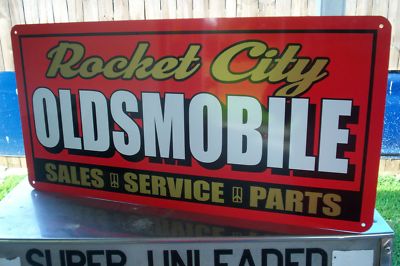 Rocket City
OLDSMOBILE
SALES SERVICE PARTS
SUPER UNLEADED